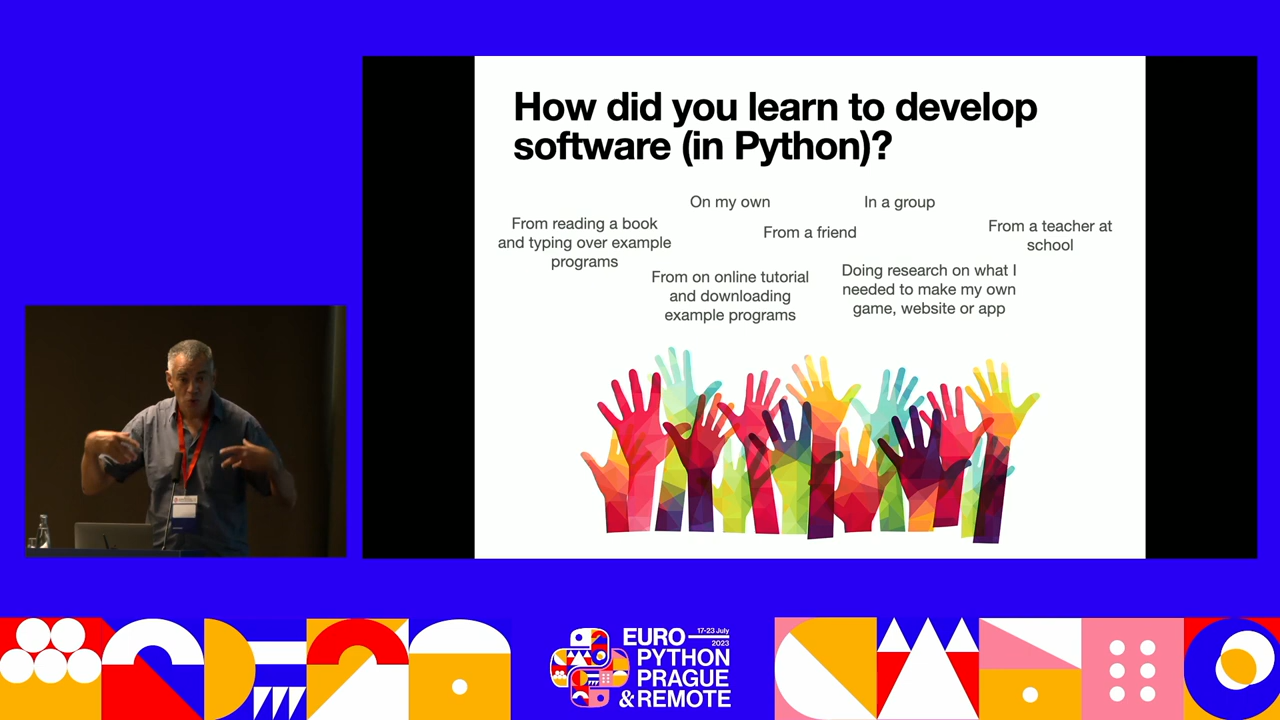 How did you learn to develop
software (in Python)?
On my own
In a group
From reading a book
and typing over example
programs
From a friend
From a teacher at
school
From on online tutorial
and downloading
example programs
Doing research on what I
needed to make my own
game, website or app
EURO
17-23 July
2023
PYTHON
PRAGUE
& REMOTE